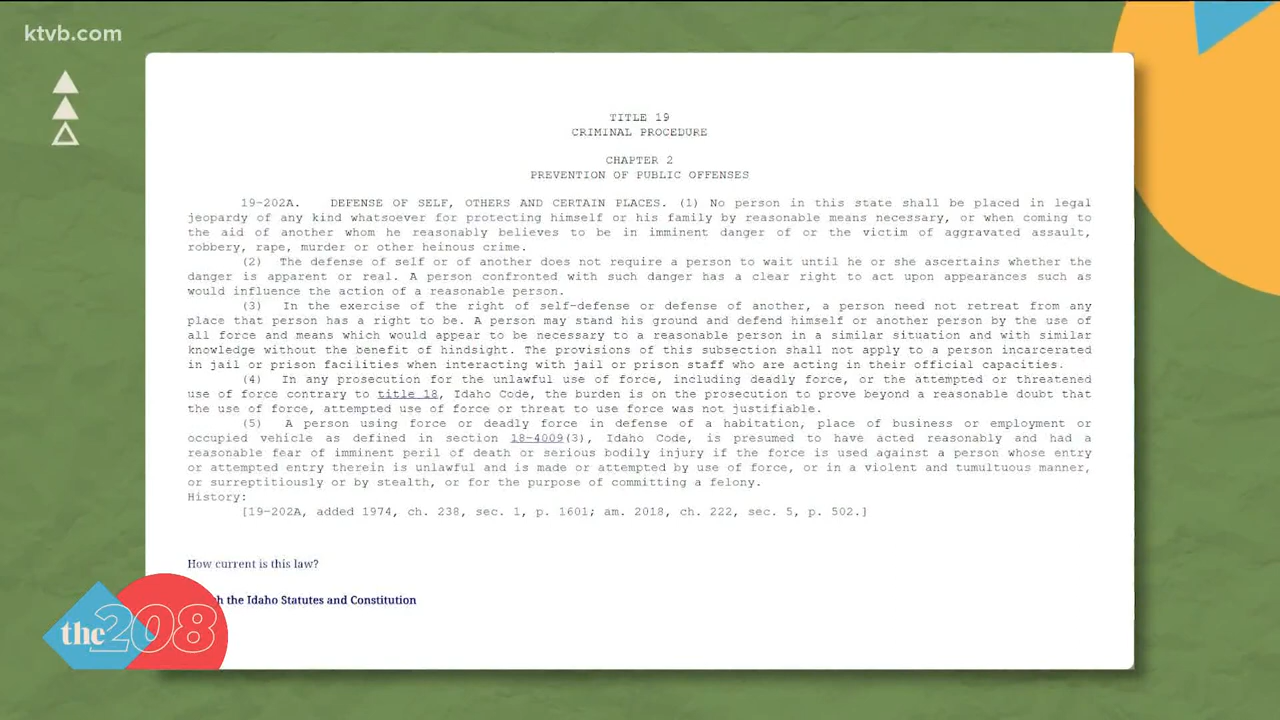 ktvb.com
TITLE 19
CRIMINAL PROCEDURE
CHAPTER 2
PREVENTION OF PUBLIC OFFENSES
19-202A. DEFENSE OF SELF, OTHERS AND CERTAIN PLACES. (1) No person in this state shall be placed in legal
jeopardy of any kind whatsoever for protecting himself or his family by reasonable means necessary, or when coming to
the aid of another whom he reasonably believes to be in imminent danger of or the victim of aggravated assault,
robbery, rape, murder or other heinous crime.
(2) The defense of self or of another does not require a person to wait until he or she ascertains whether the
danger is apparent or real. A person confronted with such danger has a clear right to act upon appearances such as
would influence the action of a reasonable person.
(3) In the exercise of the right of self-defense or defense of another, a person need not retreat from any
place that person has a right to be. A person may stand his ground and defend himself or another person by the use of
all force and means which would appear to be necessary to a reasonable person in a similar situation and with similar
knowledge without the benefit of hindsight. The provisions of this subsection shall not apply to a person incarcerated
in jail or prison facilities when interacting with jail or prison staff who are acting in their official capacities.
(4) In any prosecution for the unlawful use of force, including deadly force, or the attempted or threatened
use of force contrary to title 18, Idaho Code, the burden is on the prosecution to prove beyond a reasonable doubt that
the use of force, attempted use of force or threat to use force was not justifiable.
(5) A person using force or deadly force in defense of a habitation, place of business or employment or
occupied vehicle as defined in section 18-4009(3), Idaho Code, is presumed to have acted reasonably and had a
reasonable fear of imminent peril of death or serious bodily injury if the force is used against a person whose entry
or attempted entry therein is unlawful and is made or attempted by use of force, or in a violent and tumultuous manner,
or surreptitiously or by stealth, or for the purpose of committing a felony.
History:
[19-202A, added 1974, ch. 238, sec. 1, p. 1601; am. 2018, ch. 222, sec. 5, p. 502.]
How current is this law?
the Idaho Statutes and Constitution
the 208